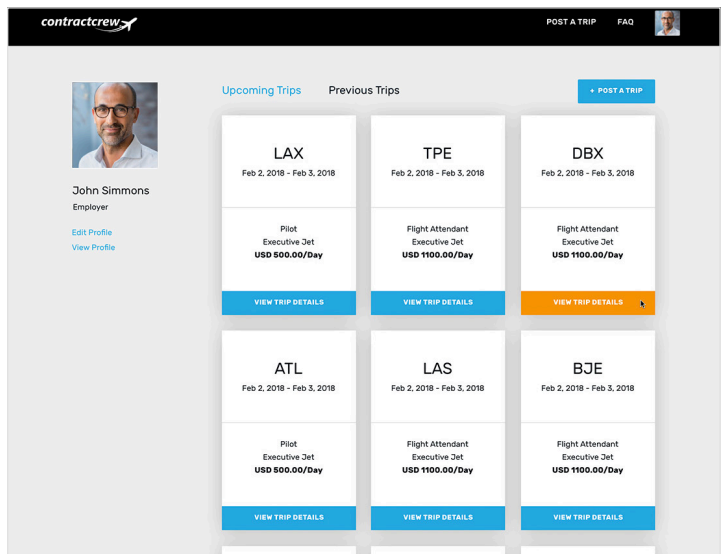 contractcrew
POST A TRIP
FAQ
John Simmons
Employer
Edit Profile
View Profile
Upcoming Trips
Previous Trips
+ POST A TRIP
LAX
Feb 2, 2018 - Feb 3, 2018
Pilot
Executive Jet
USD 500.00/Day
VIEW TRIP DETAILS
TPE
Feb 2, 2018 - Feb 3, 2018
Flight Attendant
Executive Jet
USD 1100.00/Day
VIEW TRIP DETAILS
DBX
Feb 2, 2018 - Feb 3, 2018
Flight Attendant
Executive Jet
USD 1100.00/Day
VIEW TRIP DETAILS
ATL
Feb 2, 2018 - Feb 3, 2018
Pilot
Executive Jet
USD 500.00/Day
VIEW TRIP DETAILS
LAS
Feb 2, 2018 - Feb 3, 2018
Flight Attendant
Executive Jet
USD 1100.00/Day
VIEW TRIP DETAILS
BJE
Feb 2, 2018 - Feb 3, 2018
Flight Attendant
Executive Jet
USD 1100.00/Day
VIEW TRIP DETAILS